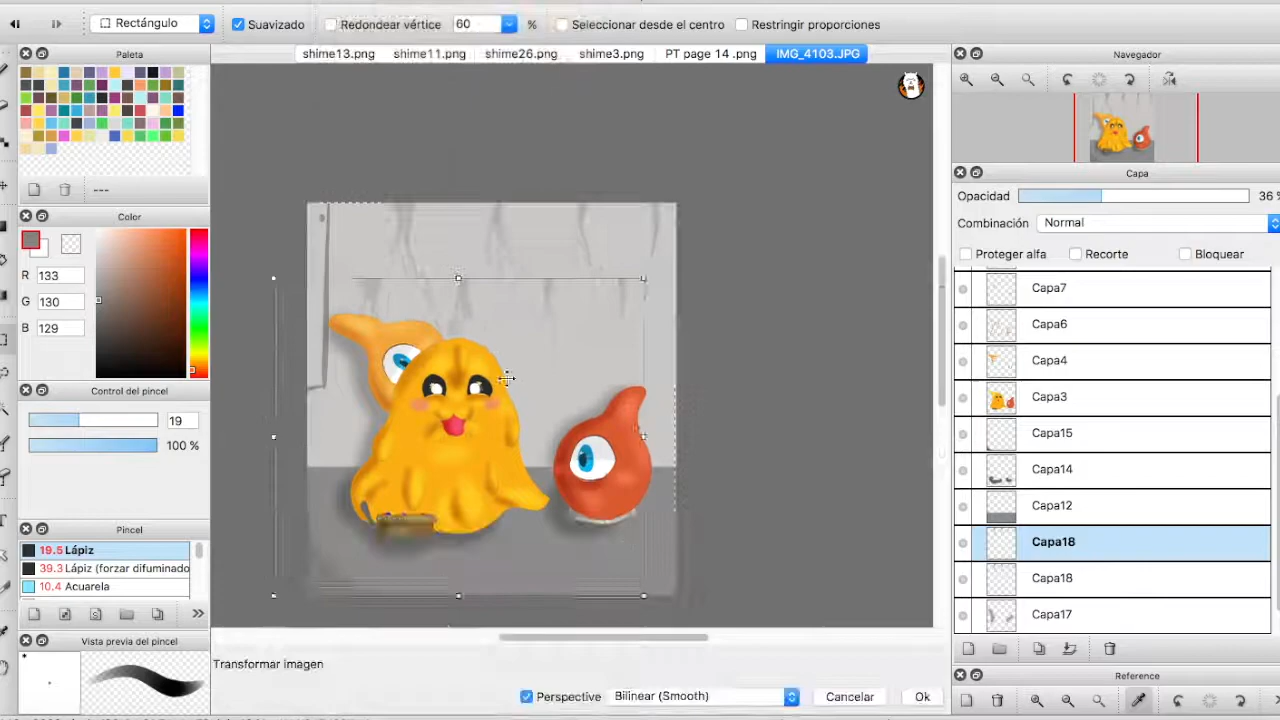 Rectángulo Suavizado Redondear vértice 60 % Seleccionar desde el centro Restringir proporciones
Paleta shime13.png shime11.png shime26.png shime3.png PT page 14 .png IMG_4103.JPG Navegador
---
Capa
Opacidad 36 %
Color
Combinación Normal
Proteger alfa Recorte Bloquear
R 133
G 130
B 129
Capa7
Capa6
Capa4
Capa3
Capa15
Capa14
Capa12
Capa18
Capa18
Capa17
Control del pincel
19
100 %
Pincel
19.5 Lápiz
39.3 Lápiz (forzar difuminado
10.4 Acuarela
Vista previa del pincel
Transformar imagen
Perspective Bilinear (Smooth) Cancelar Ok
Reference